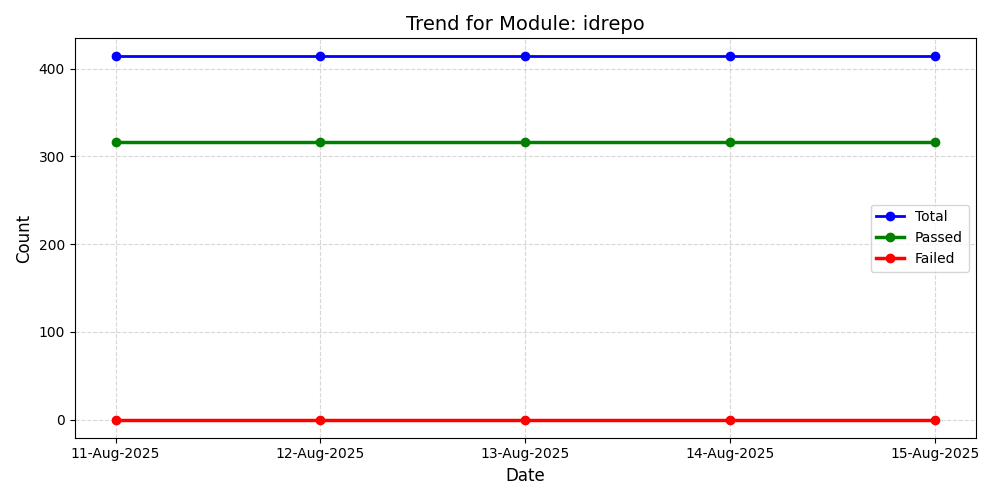 Trend for Module: idrepo
Count
400
300
200
100
0
Total
Passed
Failed
11-Aug-2025
12-Aug-2025
13-Aug-2025
14-Aug-2025
15-Aug-2025
Date